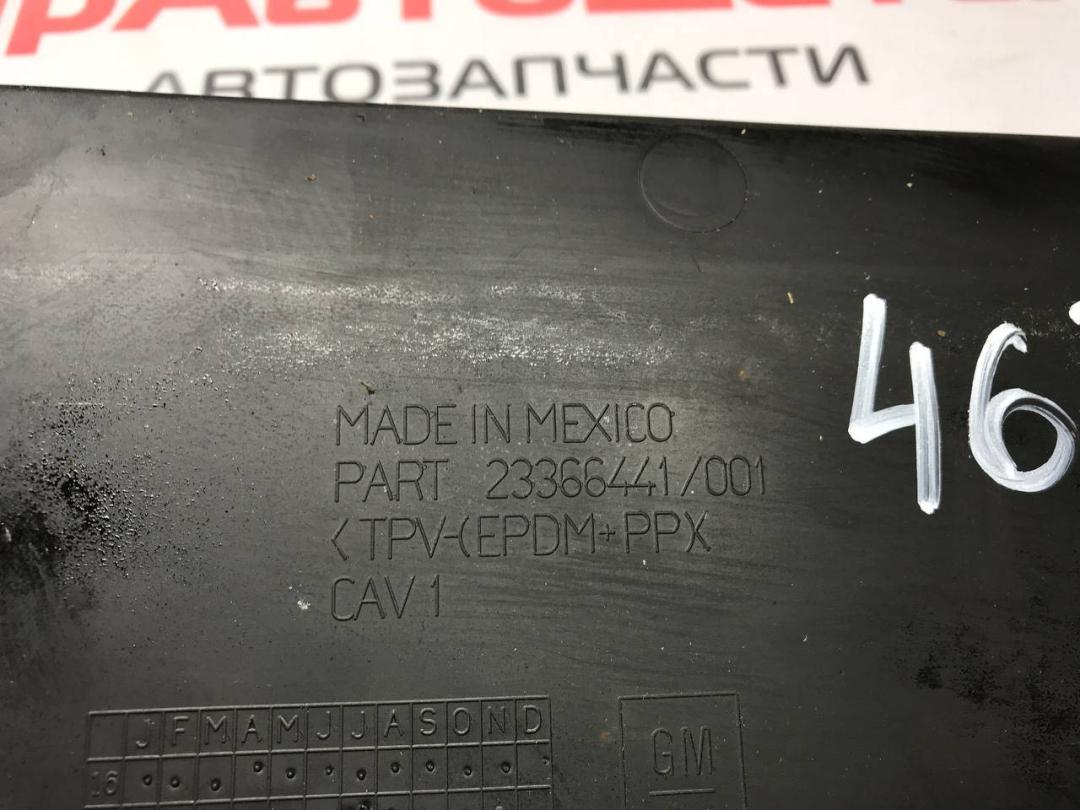 АВТОЗАПЧАСТИ
MADE IN MEXICO
PART 23366441/001
<TPV-(EPDM+PP)<
CAV 1
46
J F M A M J J A S O N D
16
GM